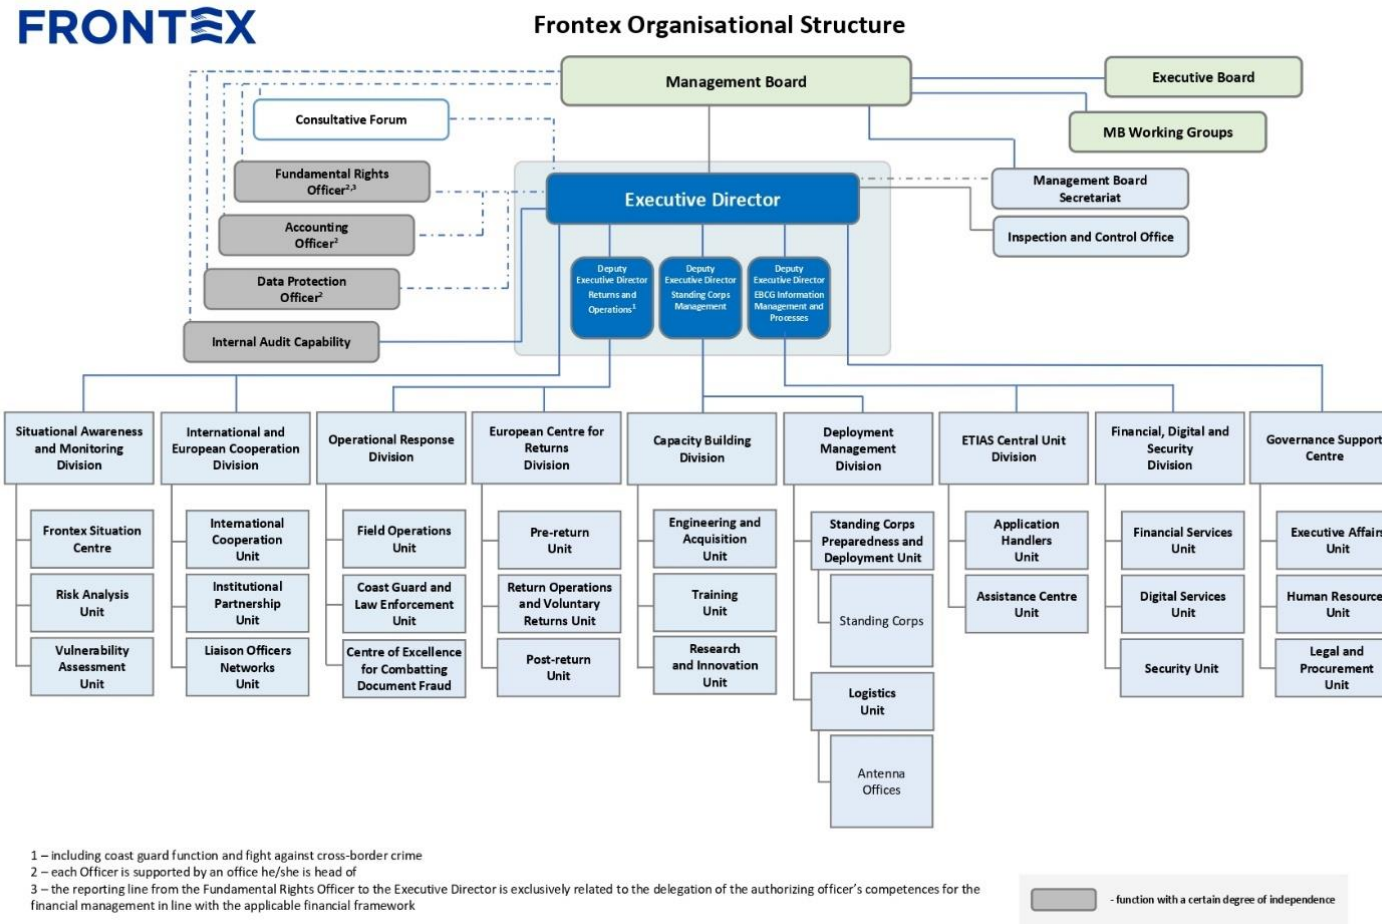 FRONTEX
Frontex Organisational Structure
Management Board
Executive Board
MB Working Groups
Consultative Forum
Fundamental Rights
Officer2,3
Accounting
Officer2
Data Protection
Officer2
Internal Audit Capability
Executive Director
Management Board
Secretariat
Inspection and Control Office
Deputy
Executive Director
Returns and
Operations1
Deputy
Executive Director
Standing Corps
Management
Deputy
Executive Director
EBCG Information
Management and
Processes
Situational Awareness
and Monitoring
Division
Frontex Situation
Centre
Risk Analysis
Unit
Vulnerability
Assessment
Unit
International and
European Cooperation
Division
International
Cooperation
Unit
Institutional
Partnership
Unit
Liaison Officers
Networks
Unit
Operational Response
Division
Field Operations
Unit
Coast Guard and
Law Enforcement
Unit
Centre of Excellence
for Combatting
Document Fraud
European Centre for
Returns
Division
Pre-return
Unit
Return Operations
and Voluntary
Returns Unit
Post-return
Unit
Capacity Building
Division
Engineering and
Acquisition
Unit
Training
Unit
Research
and Innovation
Unit
Deployment
Management
Division
Standing Corps
Preparedness and
Deployment Unit
Standing Corps
Logistics
Unit
Antenna
Offices
ETIAS Central Unit
Division
Application
Handlers
Unit
Assistance Centre
Unit
Financial, Digital and
Security
Division
Financial Services
Unit
Digital Services
Unit
Security Unit
Governance Support
Centre
Executive Affairs
Unit
Human Resource
Unit
Legal and
Procurement
Unit
1 – including coast guard function and fight against cross-border crime
2 – each Officer is supported by an office he/she is head of
3 – the reporting line from the Fundamental Rights Officer to the Executive Director is exclusively related to the delegation of the authorizing officer's competences for the
financial management in line with the applicable financial framework
- function with a certain degree of independence